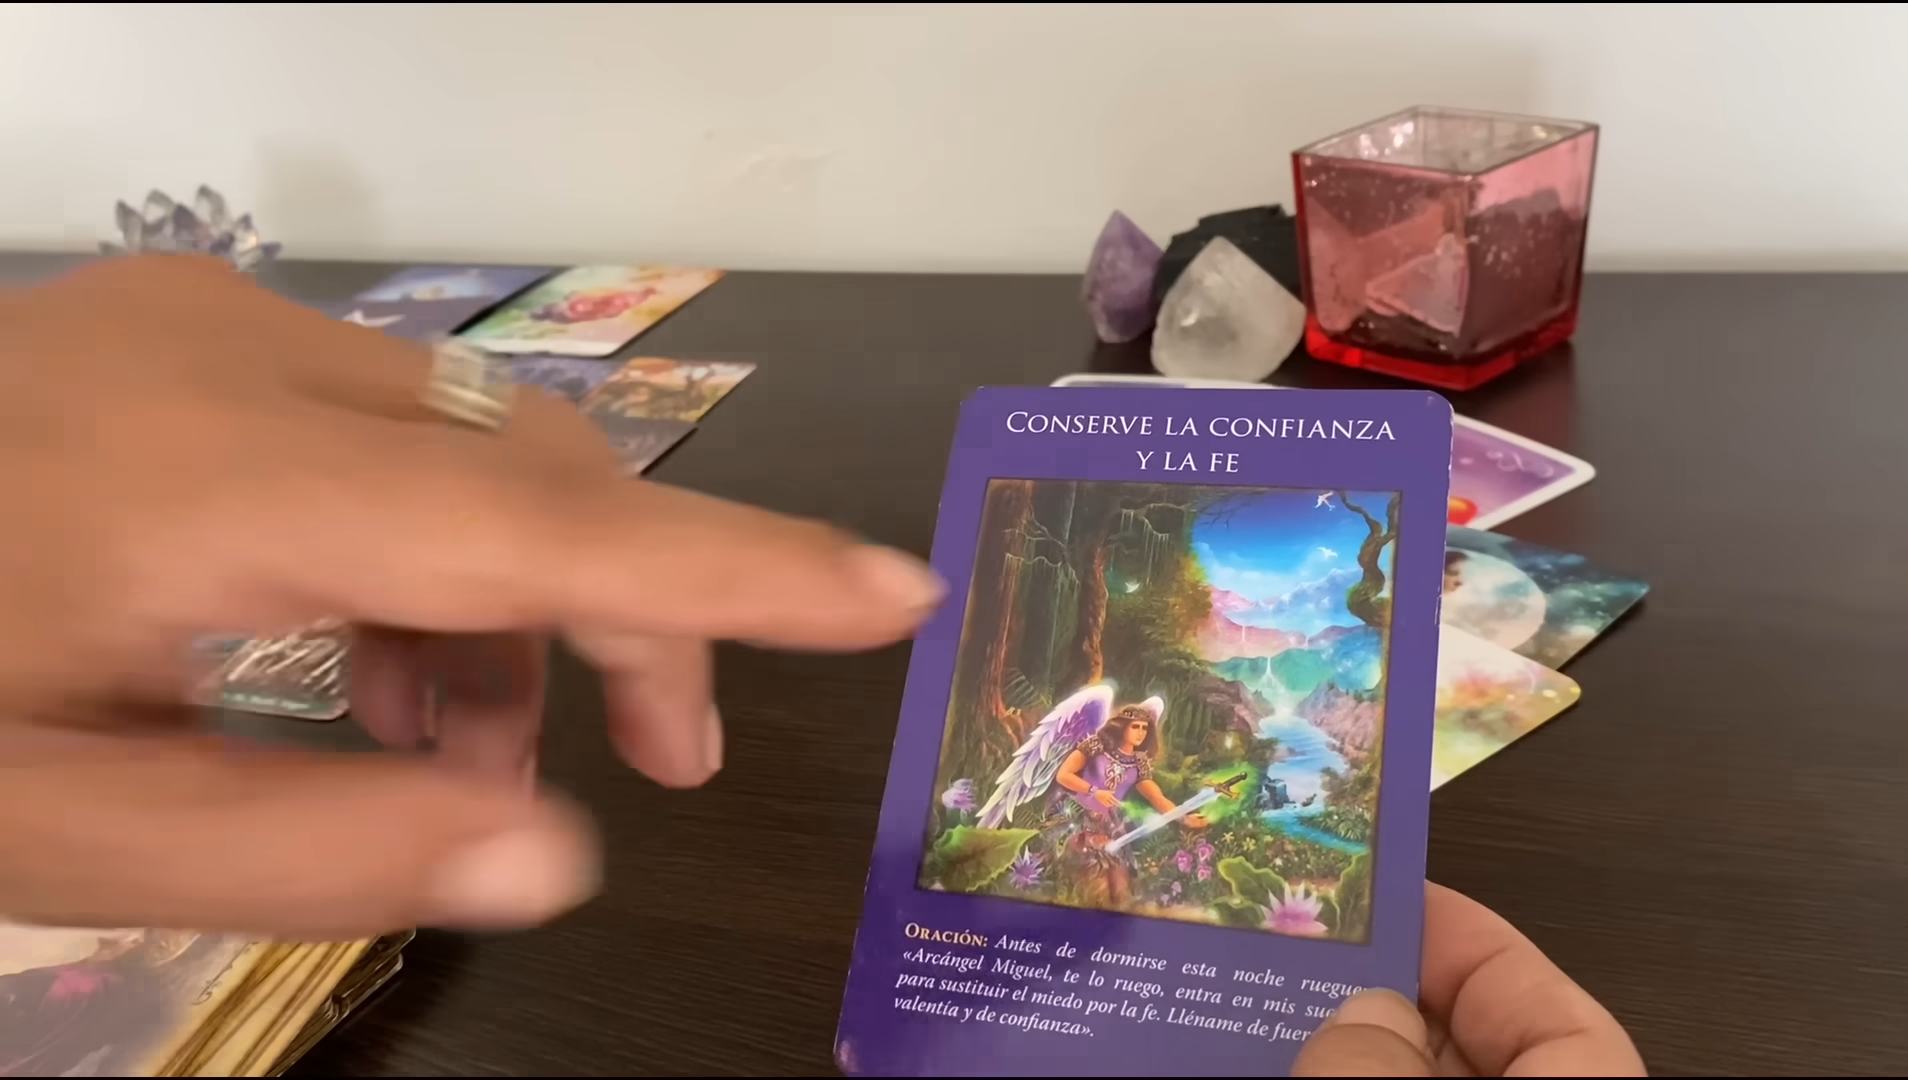 CONSERVE LA CONFIANZA
Y LA FE
ORACIÓN: Antes de dormirse esta noche
«Arcángel Miguel, te lo ruego, entra en mis
para sustituir el miedo por la fe. Lléname de
valentía y de confianza».